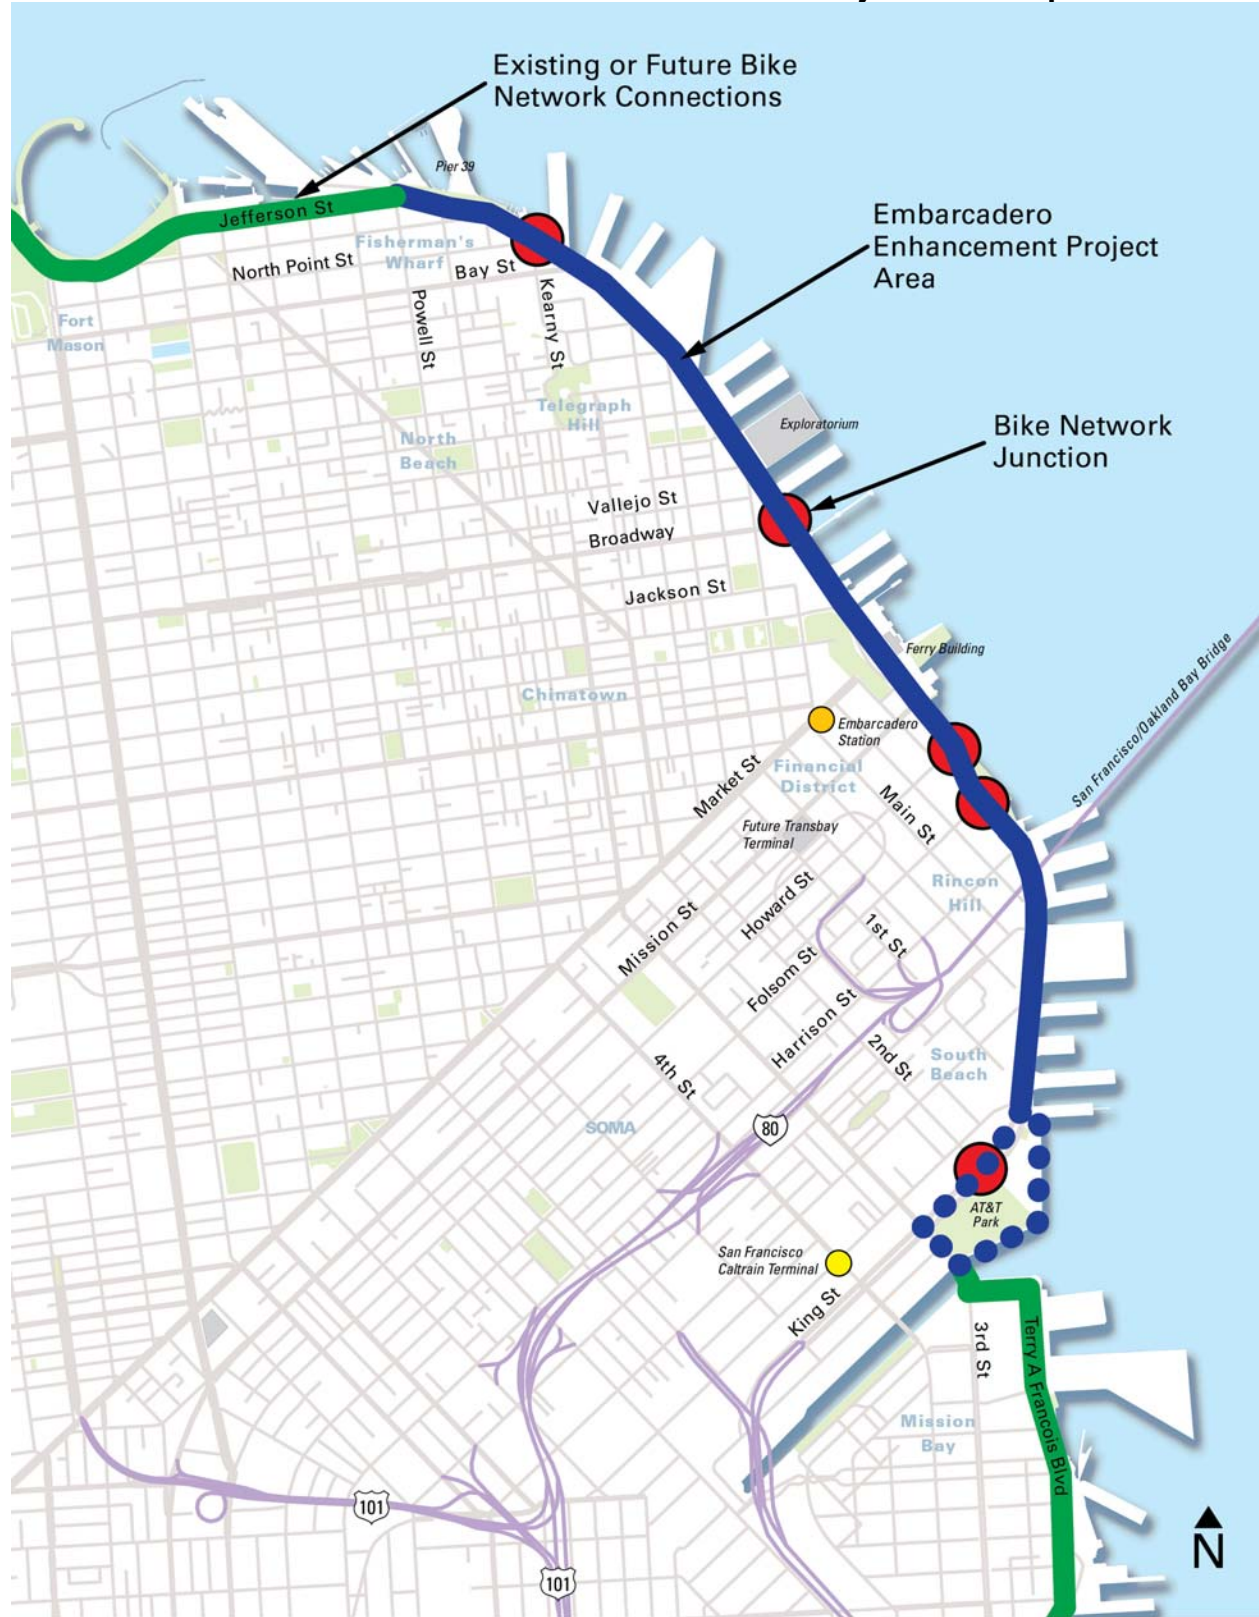 Existing or Future Bike
Network Connections
Pier 39
Jefferson St
Embarcadero
Enhancement Project
Area
Fisherman's
Wharf
North Point St
Bay St
Kearny St
Powell St
Fort
Mason
Telegraph
Hill
Exploratorium
Bike Network
Junction
North
Beach
Vallejo St
Broadway
Jackson St
Ferry Building
San Francisco/Oakland Bay Bridge
Chinatown
Embarcadero
Station
Financial
District
Market St
Main St
Future Transbay
Terminal
Rincon
Hill
Howard St
Mission St
1st St
Folsom St
Harrison St
2nd St
South
Beach
4th St
80
SOMA
AT&T
Park
San Francisco
Caltrain Terminal
King St
3rd St
Terry A Francois Blvd
Mission
Bay
101
101
N